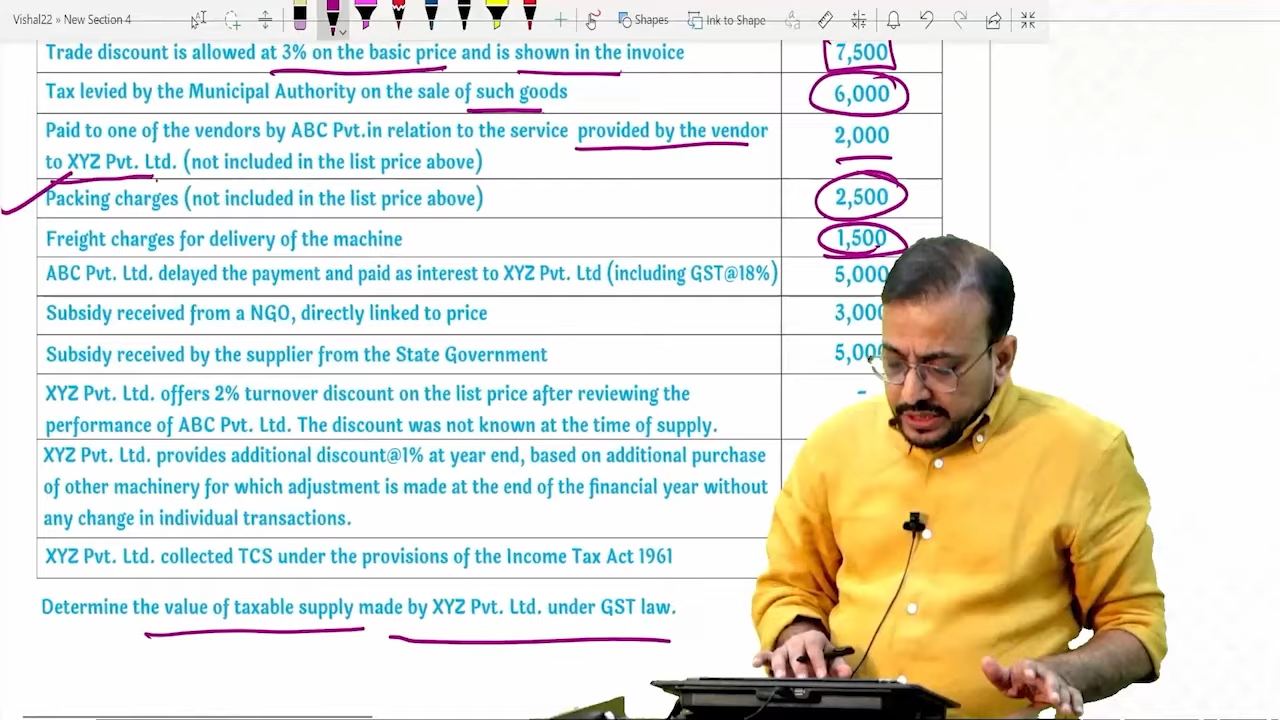 Vishal22 » New Section 4
Shapes
Ink to Shape
Trade discount is allowed at 3% on the basic price and is shown in the invoice 7,500
Tax levied by the Municipal Authority on the sale of such goods 6,000
Paid to one of the vendors by ABC Pvt.in relation to the service provided by the vendor 2,000
to XYZ Pvt. Ltd. (not included in the list price above)
Packing charges (not included in the list price above) 2,500
Freight charges for delivery of the machine 1,500
ABC Pvt. Ltd. delayed the payment and paid as interest to XYZ Pvt. Ltd (including GST@18%) 5,000
Subsidy received from a NGO, directly linked to price 3,000
Subsidy received by the supplier from the State Government 5,000
XYZ Pvt. Ltd. offers 2% turnover discount on the list price after reviewing the -
performance of ABC Pvt. Ltd. The discount was not known at the time of supply.
XYZ Pvt. Ltd. provides additional discount@1% at year end, based on additional purchase
of other machinery for which adjustment is made at the end of the financial year without
any change in individual transactions.
XYZ Pvt. Ltd. collected TCS under the provisions of the Income Tax Act 1961
Determine the value of taxable supply made by XYZ Pvt. Ltd. under GST law.